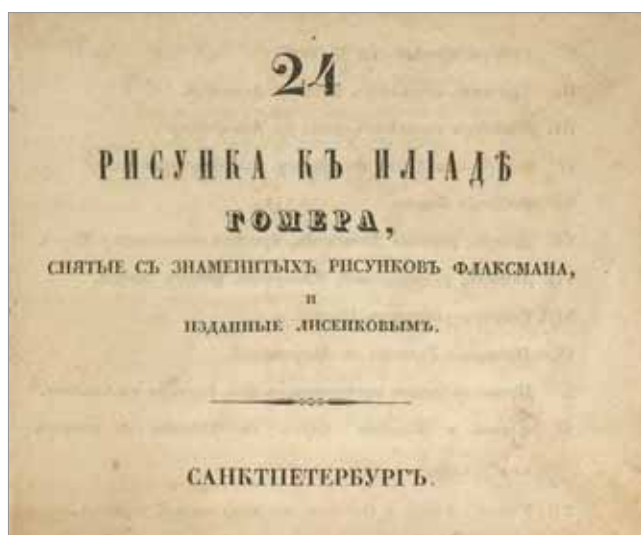 24
РИСУНКА КЪ ИЛІАДѢ
ГОМЕРА,
СНЯТЫЕ СЪ ЗНАМЕНИТЫХЪ РИСУНКОВЪ ФЛАКСМАНА,
И
ИЗДАННЫЕ ЛИСЕНКОВЫМЪ.
САНКТПЕТЕРБУРГЪ.